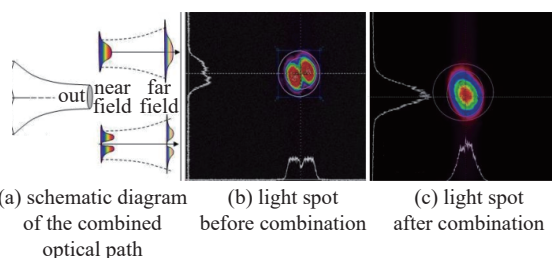 out
near
field
far
field
(a) schematic diagram
of the combined
optical path
(b) light spot
before combination
(c) light spot
after combination